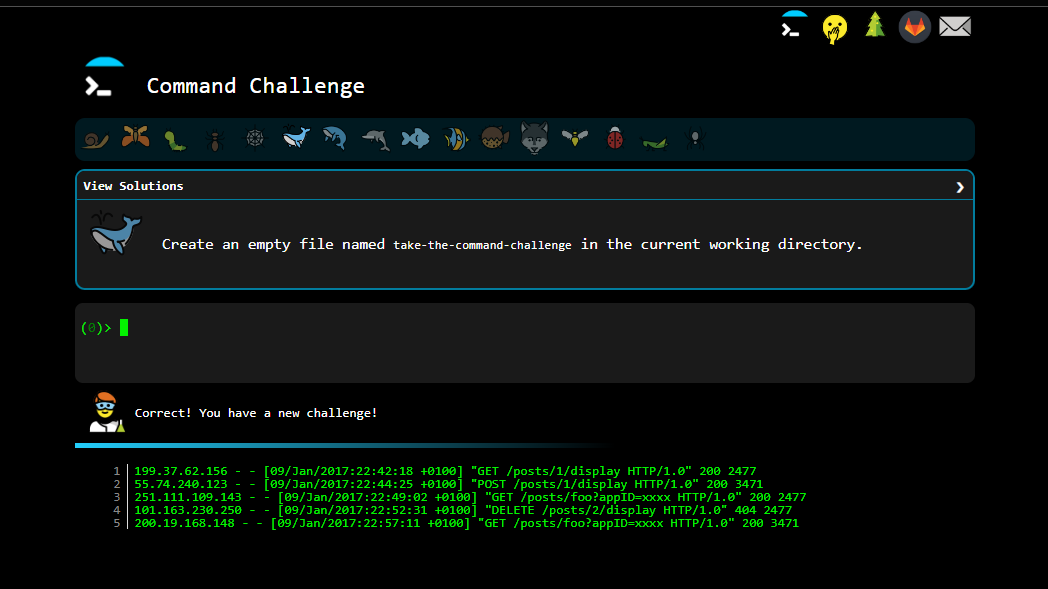 Command Challenge
View Solutions
Create an empty file named take-the-command-challenge in the current working directory.
(0)>
Correct! You have a new challenge!
1 199.37.62.156 - - [09/Jan/2017:22:42:18 +0100] "GET /posts/1/display HTTP/1.0" 200 2477
2 55.74.240.123 - - [09/Jan/2017:22:44:25 +0100] "POST /posts/1/display HTTP/1.0" 200 3471
3 251.111.109.143 - - [09/Jan/2017:22:49:02 +0100] "GET /posts/foo?appID=xxxx HTTP/1.0" 200 2477
4 101.163.230.250 - - [09/Jan/2017:22:52:31 +0100] "DELETE /posts/2/display HTTP/1.0" 404 2477
5 200.19.168.148 - - [09/Jan/2017:22:57:11 +0100] "GET /posts/foo?appID=xxxx HTTP/1.0" 200 3471